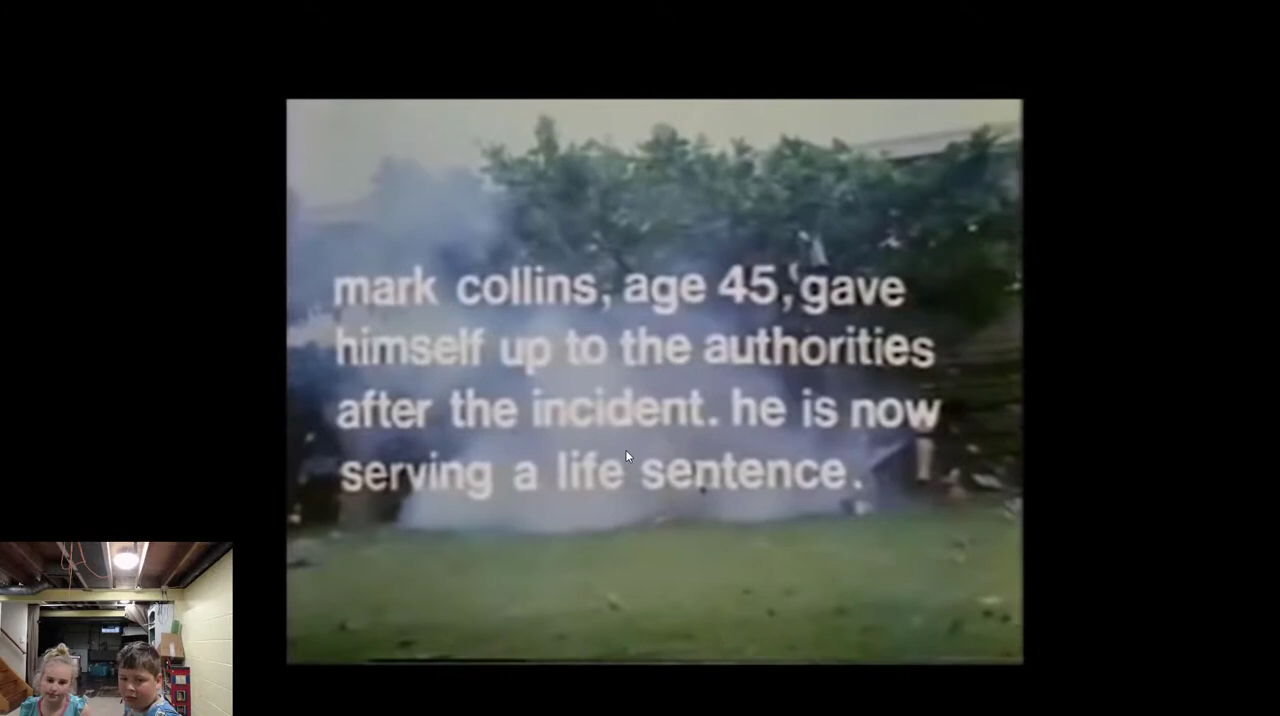 mark collins, age 45, gave
himself up to the authorities
after the incident. he is now
serving a life sentence.